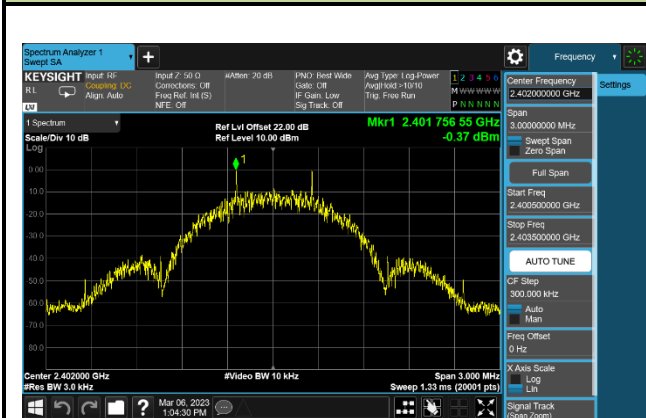 Spectrum Analyzer 1
Swept SA
+
Frequency
KEYSIGHT
Input: RF
Coupling: DC
Align: Auto
Input Z: 50 Ω
Corrections: Off
Freq Ref: Int (S)
NFE: Off
#Atten: 20 dB
PNO: Best Wide
Gate: Off
IF Gain: Low
Sig Track: Off
Avg Type: Log-Power
Avg|Hold:>10/10
Trig: Free Run
1 2 3 4 5 6
M W W W W W
P N N N N N
R L
1 Spectrum
Scale/Div 10 dB
Log
Ref Lvl Offset 22.00 dB
Ref Level 10.00 dBm
Mkr1 2.401 756 55 GHz
-0.37 dBm
1
0.00
-10.0
-20.0
-30.0
-40.0
-50.0
-60.0
-70.0
-80.0
Center 2.402000 GHz
#Res BW 3.0 kHz
#Video BW 10 kHz
Span 3.000 MHz
Sweep 1.33 ms (20001 pts)
Center Frequency
2.402000000 GHz
Settings
Span
3.00000000 MHz
Swept Span
Zero Span
Full Span
Start Freq
2.400500000 GHz
Stop Freq
2.403500000 GHz
AUTO TUNE
CF Step
300.000 kHz
Auto
Man
Freq Offset
0 Hz
X Axis Scale
Log
Lin
Signal Track
(Span Zoom)
?
Mar 06, 2023
1:04:30 PM